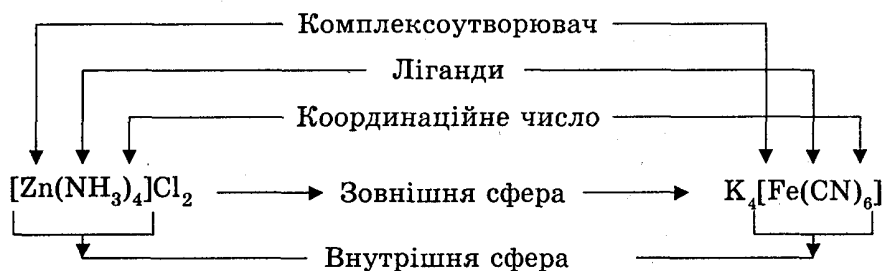 Комплексоутворювач
Ліганди
Координаційне число
[Zn(NH₃)₄]Cl₂ Зовнішня сфера K₄[Fe(CN)₆]
Внутрішня сфера